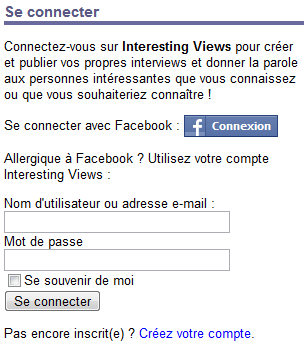 Se connecter
Connectez-vous sur Interesting Views pour créer
et publier vos propres interviews et donner la parole
aux personnes intéressantes que vous connaissez
ou que vous souhaiteriez connaître !
Se connecter avec Facebook : f Connexion
Allergique à Facebook ? Utilisez votre compte
Interesting Views :
Nom d'utilisateur ou adresse e-mail :
Mot de passe
Se souvenir de moi
Se connecter
Pas encore inscrit(e) ? Créez votre compte.